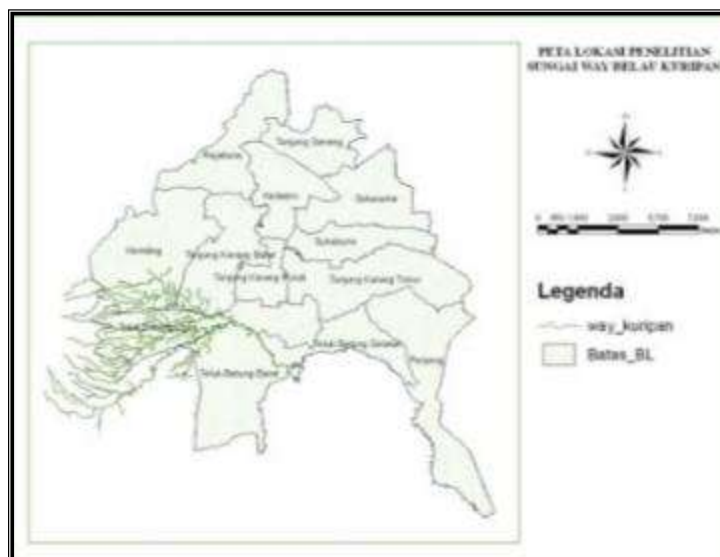 PETA LOKASI PENELITIAN
SUNGAI WAY BELAU KURIPAN
Tanjung Senang
Rajabasa
Kedaton
Sukarame
Sukabumi
Kemiling
Tanjung Karang Barat
Tanjung Karang Pusat
Tanjung Karang Timur
Teluk Betung Selatan
Panjang
Teluk Betung Barat
Legenda
way_kuripan
Batas_BL